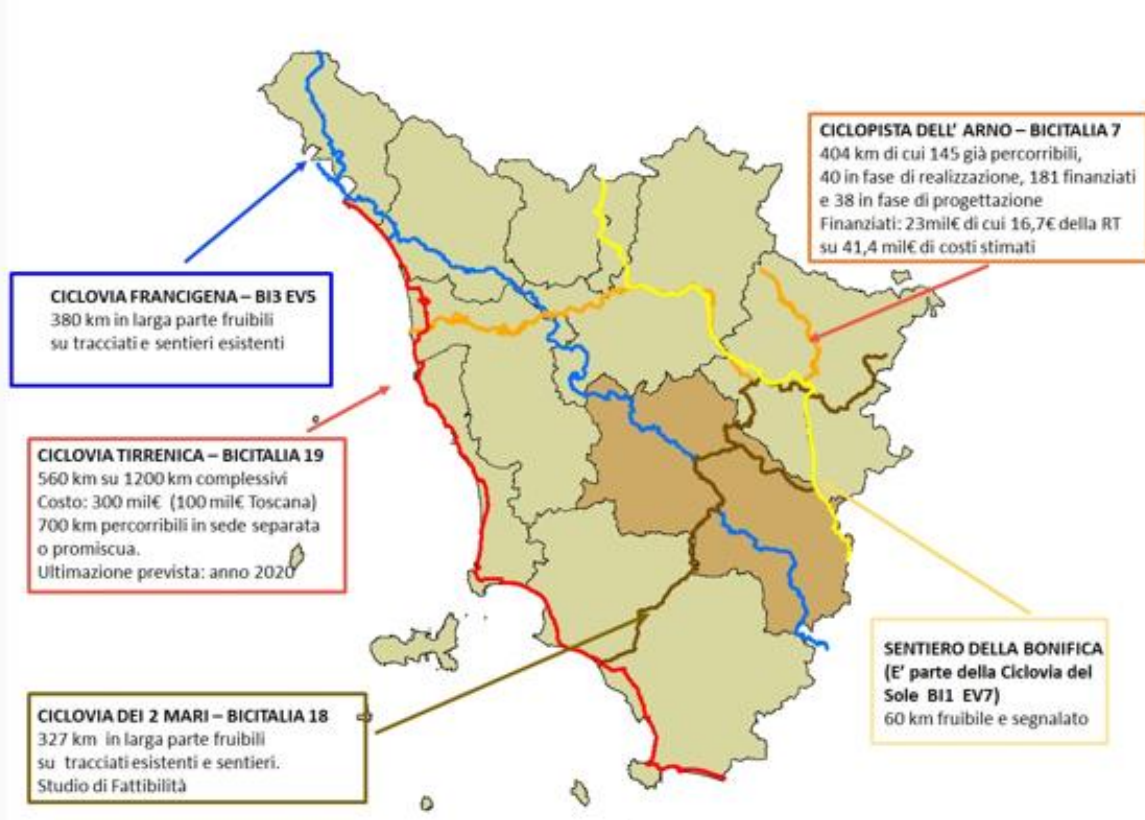 CICLOPISTA DELL' ARNO – BICITALIA 7
404 km di cui 145 già percorribili,
40 in fase di realizzazione, 181 finanziati
e 38 in fase di progettazione
Finanziati: 23mil€ di cui 16,7€ della RT
su 41,4 mil€ di costi stimati
CICLOVIA FRANCIGENA – BI3 EV5
380 km in larga parte fruibili
su tracciati e sentieri esistenti
CICLOVIA TIRRENICA – BICITALIA 19
560 km su 1200 km complessivi
Costo: 300 mil€ (100 mil€ Toscana)
700 km percorribili in sede separata
o promiscua.
Ultimazione prevista: anno 2020
SENTIERO DELLA BONIFICA
(E' parte della Ciclovia del
Sole BI1 EV7)
60 km fruibile e segnalato
CICLOVIA DEI 2 MARI – BICITALIA 18
327 km in larga parte fruibili
su tracciati esistenti e sentieri.
Studio di Fattibilità